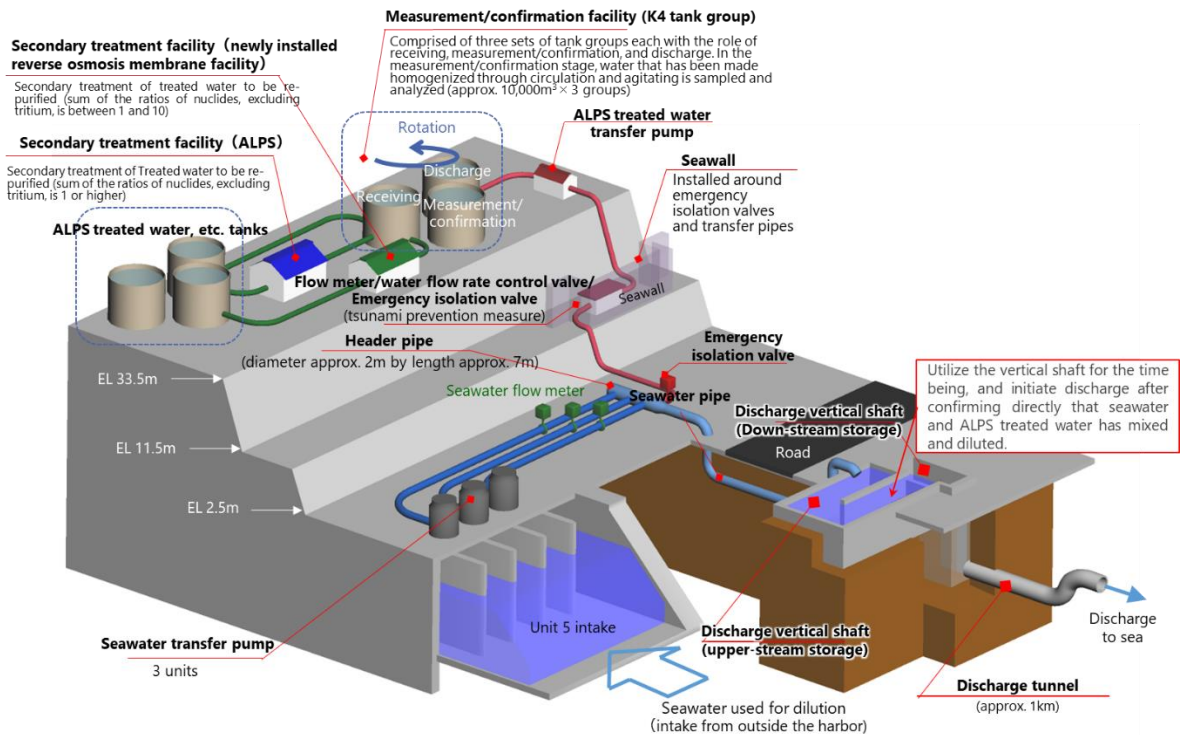 Measurement/confirmation facility (K4 tank group)
Comprised of three sets of tank groups each with the role of
receiving, measurement/confirmation, and discharge. In the
measurement/confirmation stage, water that has been made
homogenized through circulation and agitating is sampled and
analyzed (approx. 10,000m³ × 3 groups)
Secondary treatment facility (newly installed
reverse osmosis membrane facility)
Secondary treatment of treated water to be re-
purified (sum of the ratios of nuclides, excluding
tritium, is between 1 and 10)
Secondary treatment facility (ALPS)
Secondary treatment of Treated water to be re-
purified (sum of the ratios of nuclides, excluding
tritium, is 1 or higher)
ALPS treated water, etc. tanks
Rotation
Discharge
Receiving
Measurement/
confirmation
ALPS treated water
transfer pump
Seawall
Installed around
emergency
isolation valves
and transfer pipes
Flow meter/water flow rate control valve/
Emergency isolation valve
(tsunami prevention measure)
Seawall
Header pipe
(diameter approx. 2m by length approx. 7m)
Emergency
isolation valve
Seawater flow meter
Seawater pipe
EL 33.5m
EL 11.5m
EL 2.5m
Discharge vertical shaft
(Down-stream storage)
Road
Utilize the vertical shaft for the time
being, and initiate discharge after
confirming directly that seawater
and ALPS treated water has mixed
and diluted.
Unit 5 intake
Seawater transfer pump
3 units
Discharge vertical shaft
(upper-stream storage)
Discharge
to sea
Discharge tunnel
(approx. 1km)
Seawater used for dilution
(intake from outside the harbor)